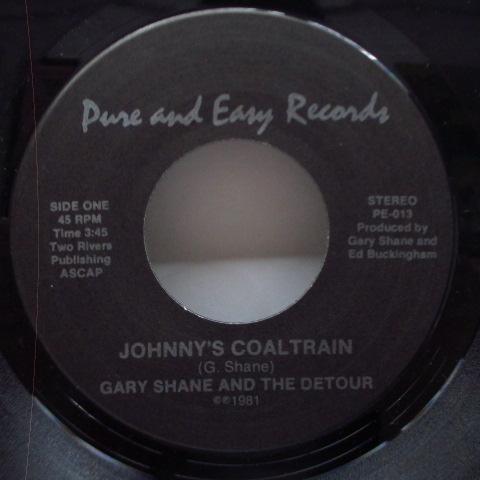 Pure and Easy Records
SIDE ONE
45 RPM
Time 3:45
Two Rivers
Publishing
ASCAP
STEREO
PE-013
Produced by
Gary Shane and
Ed Buckingham
JOHNNY'S COALTRAIN
(G. Shane)
GARY SHANE AND THE DETOUR
©℗1981